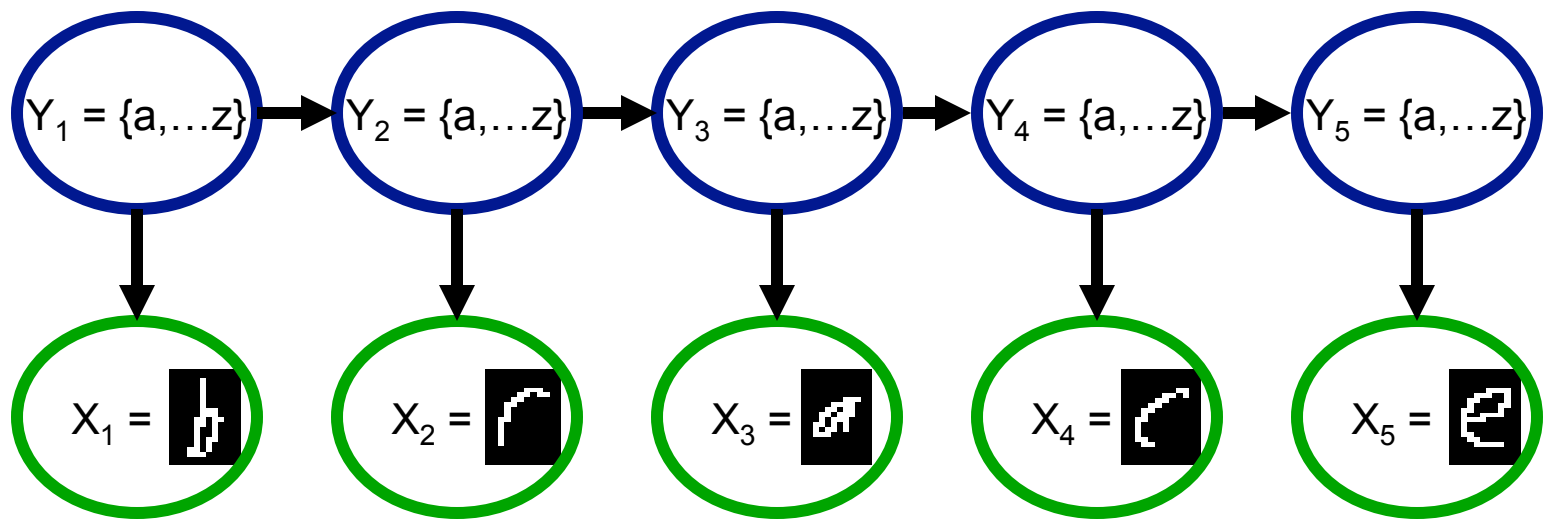 Y₁ = {a,…z} Y₂ = {a,…z} Y₃ = {a,…z} Y₄ = {a,…z} Y₅ = {a,…z}
X₁ = b X₂ = r X₃ = a X₄ = c X₅ = e